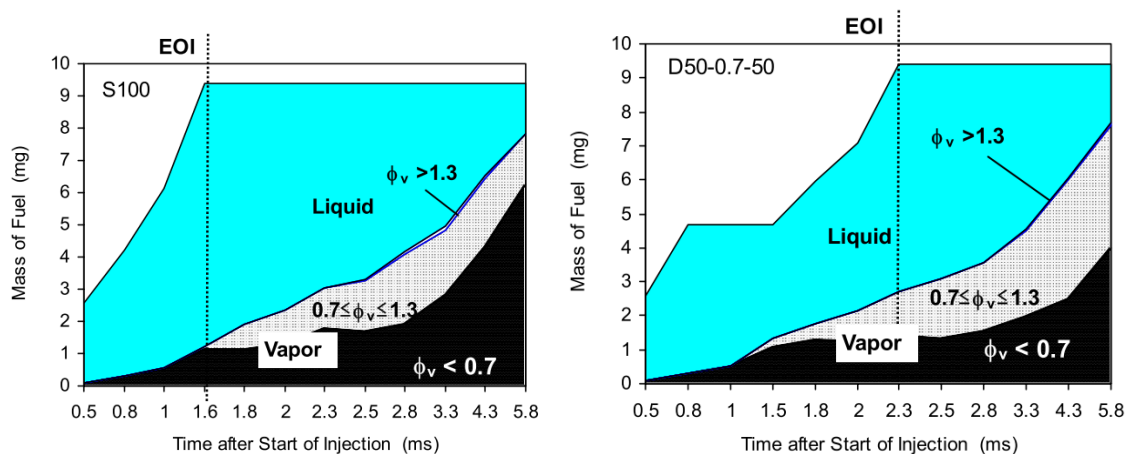 EOI
10
9
8
7
6
5
4
3
2
1
0
Mass of Fuel (mg)
S100
ϕv >1.3
Liquid
0.7≤ϕv≤1.3
Vapor
ϕv < 0.7
0.5 0.8 1 1.6 1.8 2 2.3 2.5 2.8 3.3 4.3 5.8
Time after Start of Injection (ms)
EOI
10
9
8
7
6
5
4
3
2
1
0
Mass of Fuel (mg)
D50-0.7-50
ϕv >1.3
Liquid
0.7≤ϕv≤1.3
Vapor
ϕv < 0.7
0.5 0.8 1 1.5 1.8 2 2.3 2.5 2.8 3.3 4.3 5.8
Time after Start of Injection (ms)